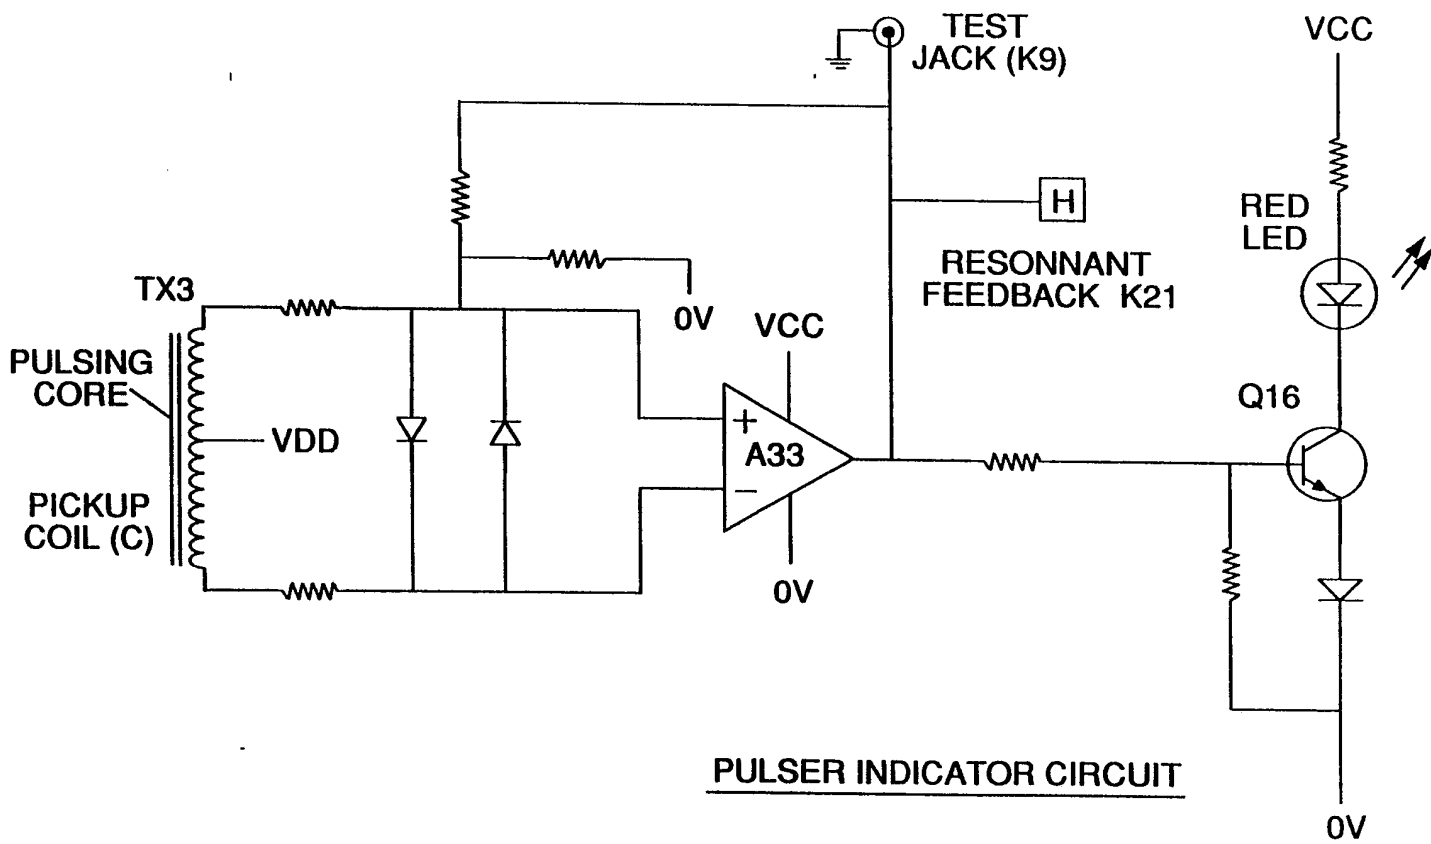 TEST
JACK (K9)
VCC
H
RED
LED
RESONNANT
FEEDBACK K21
TX3
0V
VCC
PULSING
CORE
Q16
VDD
+
A33
−
PICKUP
COIL (C)
0V
PULSER INDICATOR CIRCUIT
0V